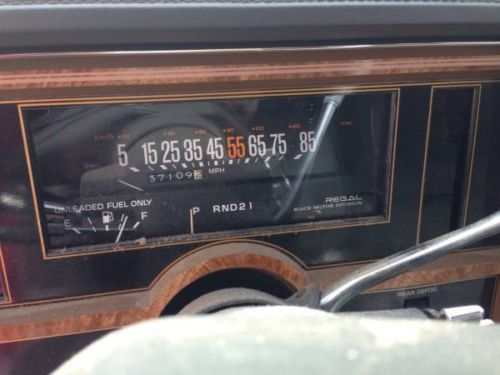 km/h
5 15 25 35 45 55 65 75 85
MPH
37109
UNLEADED FUEL ONLY
E F
P RND21
REGAL
BUICK MOTOR DIVISION
REAR DEFOG